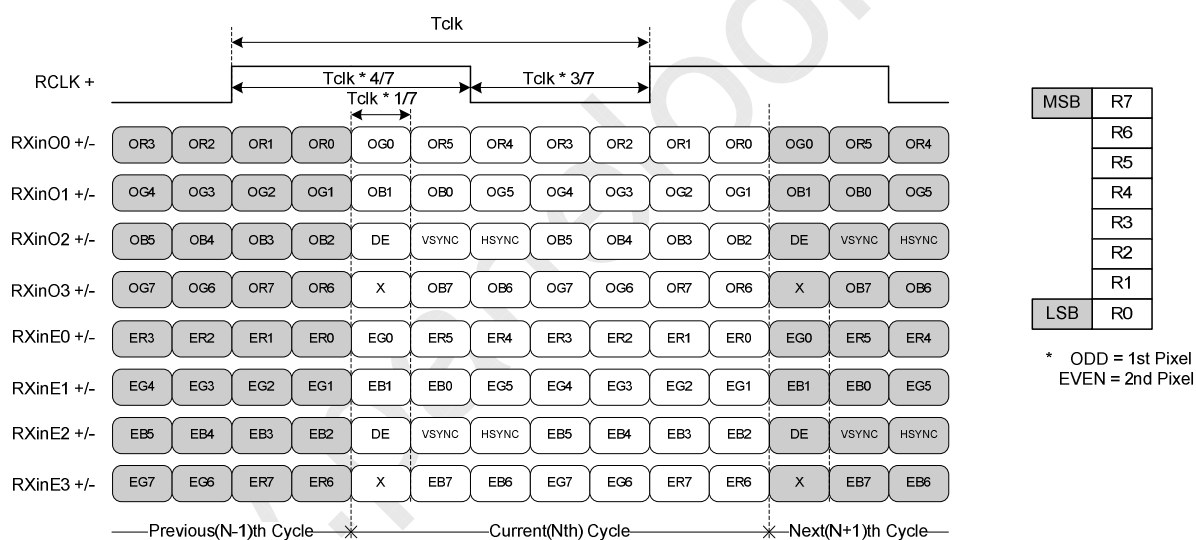 Tclk
RCLK +
Tclk * 4/7 Tclk * 3/7
Tclk * 1/7
RXinO0 +/- OR3 OR2 OR1 OR0 OG0 OR5 OR4 OR3 OR2 OR1 OR0 OG0 OR5 OR4
RXinO1 +/- OG4 OG3 OG2 OG1 OB1 OB0 OG5 OG4 OG3 OG2 OG1 OB1 OB0 OG5
RXinO2 +/- OB5 OB4 OB3 OB2 DE VSYNC HSYNC OB5 OB4 OB3 OB2 DE VSYNC HSYNC
RXinO3 +/- OG7 OG6 OR7 OR6 X OB7 OB6 OG7 OG6 OR7 OR6 X OB7 OB6
RXinE0 +/- ER3 ER2 ER1 ER0 EG0 ER5 ER4 ER3 ER2 ER1 ER0 EG0 ER5 ER4
RXinE1 +/- EG4 EG3 EG2 EG1 EB1 EB0 EG5 EG4 EG3 EG2 EG1 EB1 EB0 EG5
RXinE2 +/- EB5 EB4 EB3 EB2 DE VSYNC HSYNC EB5 EB4 EB3 EB2 DE VSYNC HSYNC
RXinE3 +/- EG7 EG6 ER7 ER6 X EB7 EB6 EG7 EG6 ER7 ER6 X EB7 EB6
Previous(N-1)th Cycle Current(Nth) Cycle Next(N+1)th Cycle
MSB R7
R6
R5
R4
R3
R2
R1
LSB R0
* ODD = 1st Pixel
EVEN = 2nd Pixel